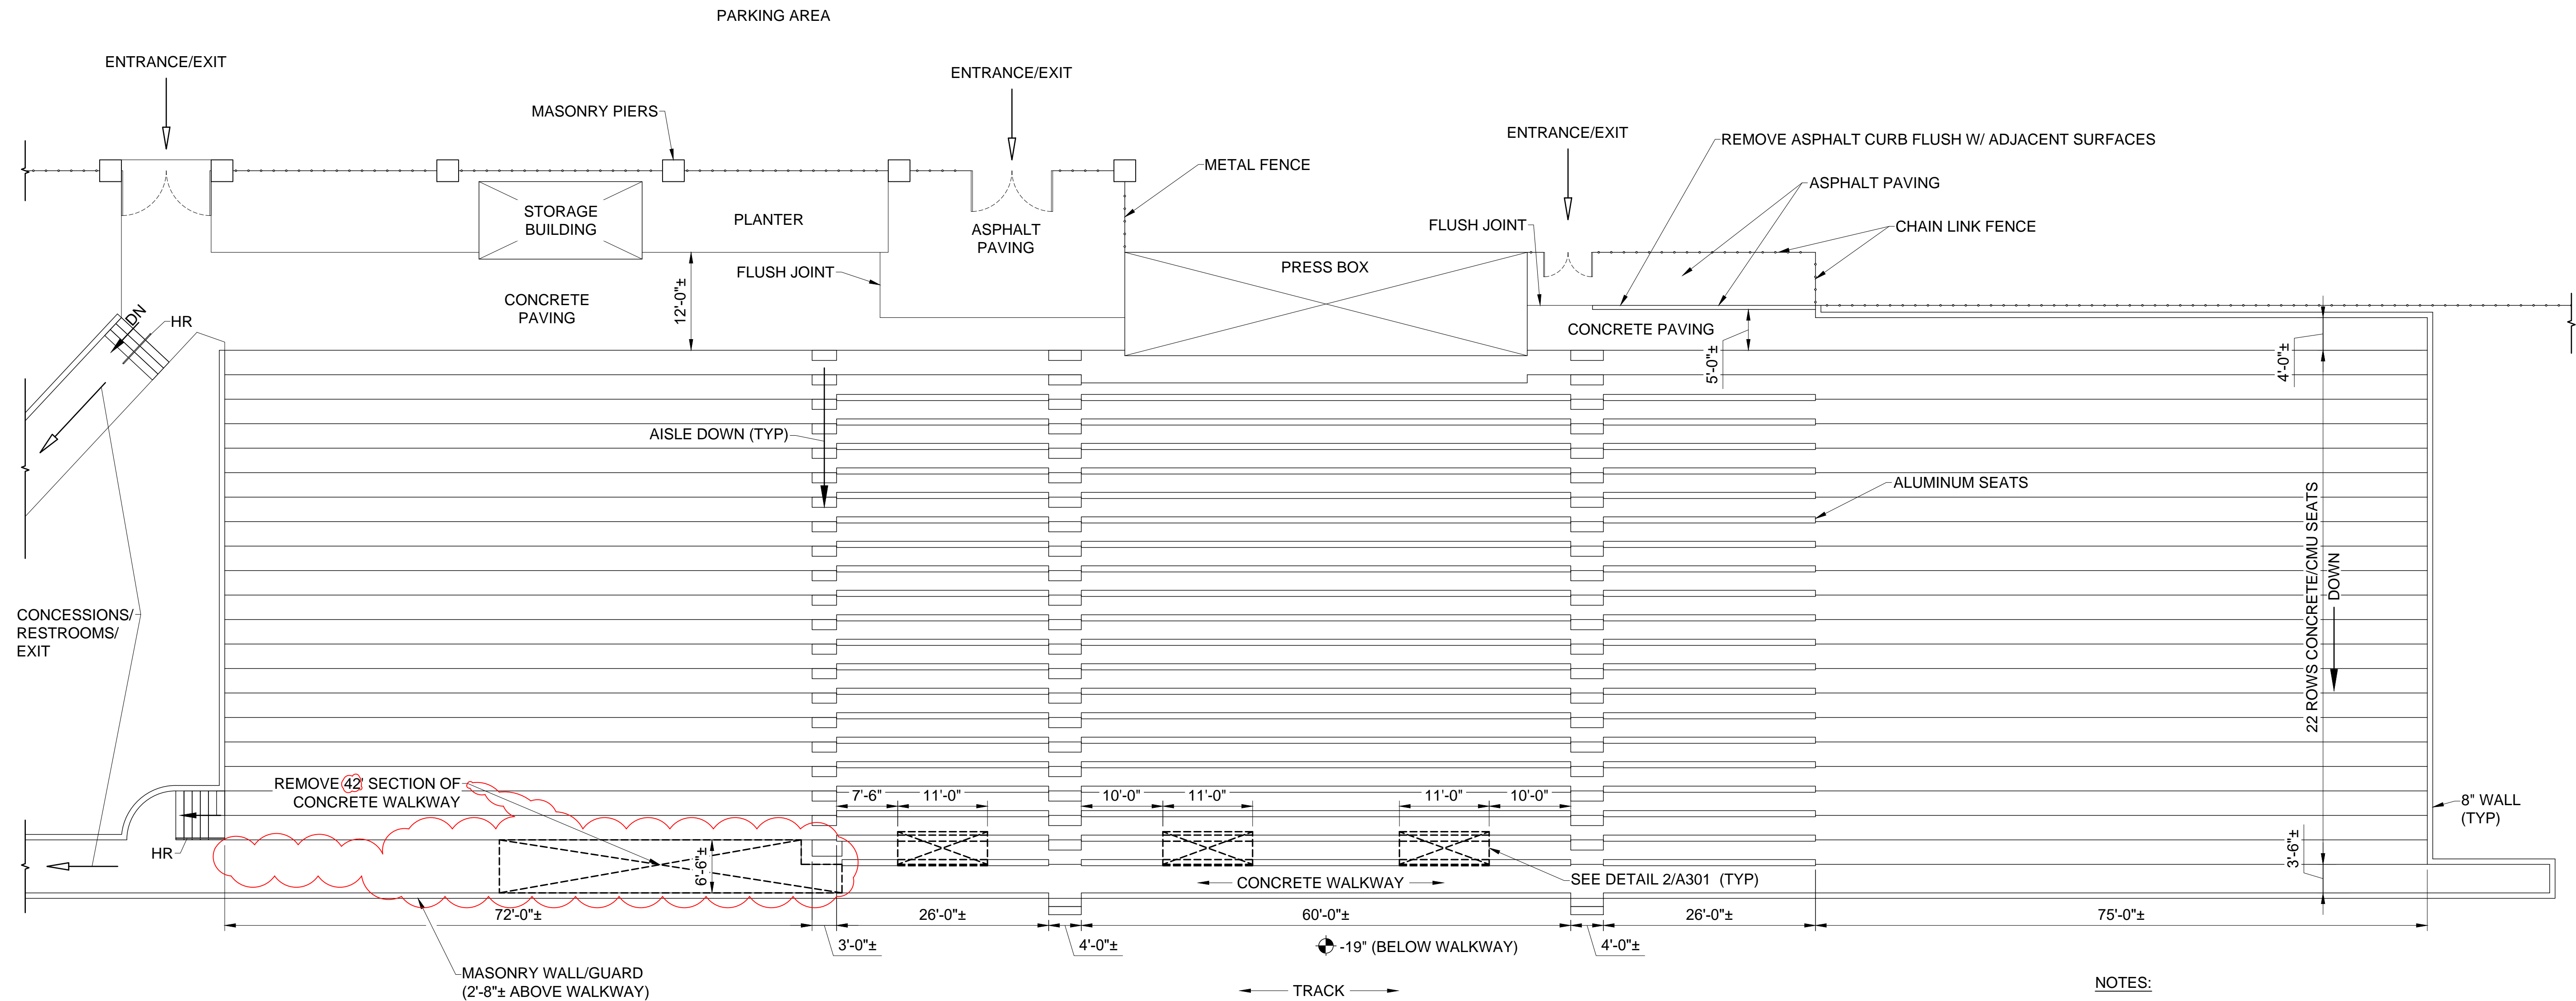 PARKING AREA
ENTRANCE/EXIT
ENTRANCE/EXIT
MASONRY PIERS
ENTRANCE/EXIT
REMOVE ASPHALT CURB FLUSH W/ ADJACENT SURFACES
METAL FENCE
ASPHALT PAVING
STORAGE
BUILDING
PLANTER
ASPHALT
PAVING
FLUSH JOINT
CHAIN LINK FENCE
FLUSH JOINT
PRESS BOX
12'-0"±
CONCRETE
PAVING
DN
HR
CONCRETE PAVING
5'-0"±
4'-0"±
AISLE DOWN (TYP)
ALUMINUM SEATS
22 ROWS CONCRETE/CMU SEATS
DOWN
CONCESSIONS/
RESTROOMS/
EXIT
REMOVE 42' SECTION OF
CONCRETE WALKWAY
7'-6"
11'-0"
10'-0"
11'-0"
11'-0"
10'-0"
8" WALL
(TYP)
HR
6'-6"±
3'-6"±
CONCRETE WALKWAY
SEE DETAIL 2/A301 (TYP)
72'-0"±
26'-0"±
60'-0"±
26'-0"±
75'-0"±
3'-0"±
4'-0"±
-19" (BELOW WALKWAY)
4'-0"±
MASONRY WALL/GUARD
(2'-8"± ABOVE WALKWAY)
TRACK
NOTES: